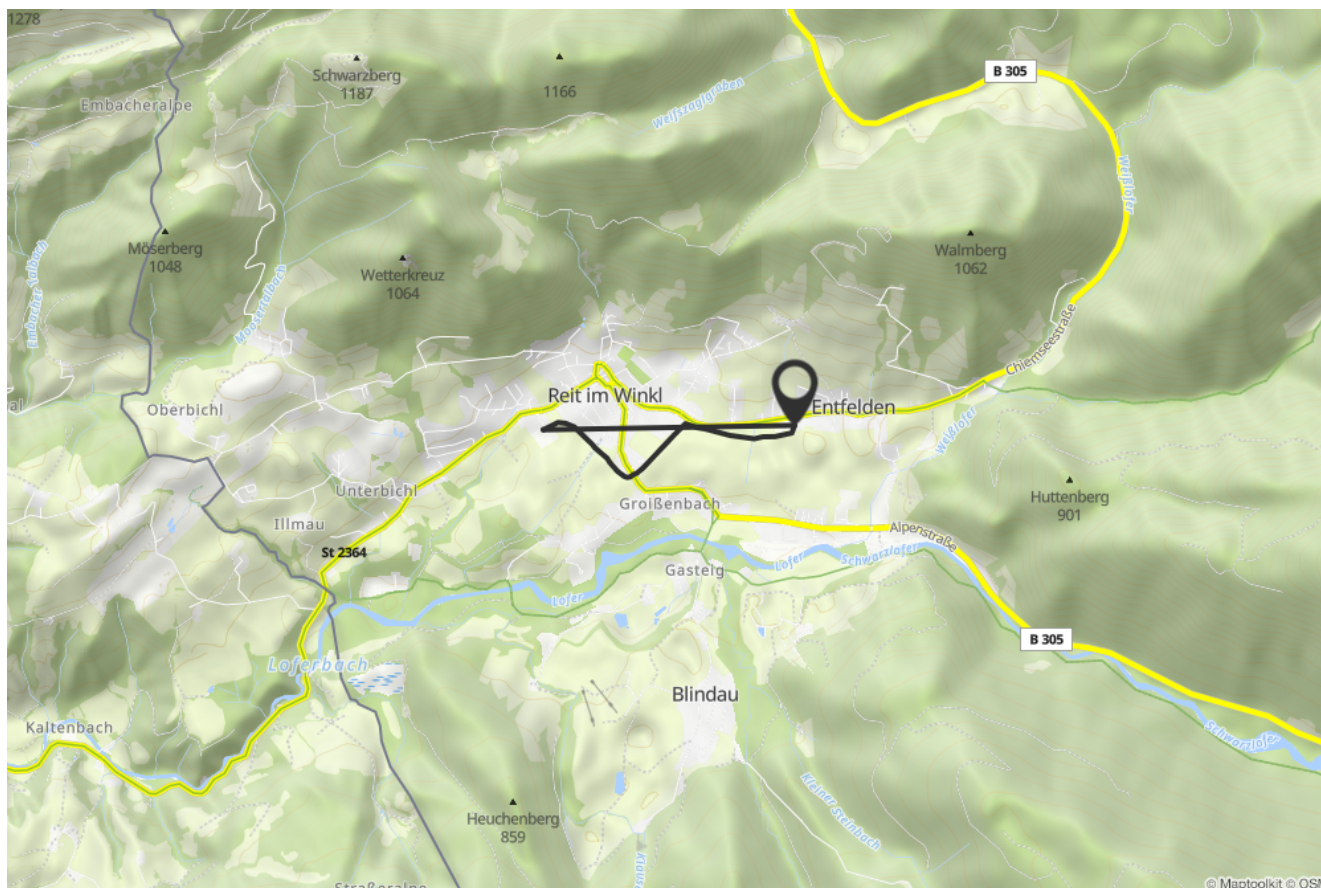 1278
Schwarzberg
1187
1166
B 305
Embacheralpe
Weißlofer
Möserberg
1048
Wetterkreuz
1064
Walmberg
1062
Moosertalbach
Chiemseestraße
Reit im Winkl
Entfelden
Oberbichl
Weißlofer
Unterbichl
Groißenbach
Huttenberg
901
Illmau
St 2364
Alpenstraße
Gasteig
Lofer
Schwarzlofer
Lofer
B 305
Loferbach
Blindau
Kaltenbach
Schwarzlofer
Kleiner Steinbach
Heuchenberg
859
© Maptoolkit © OSM